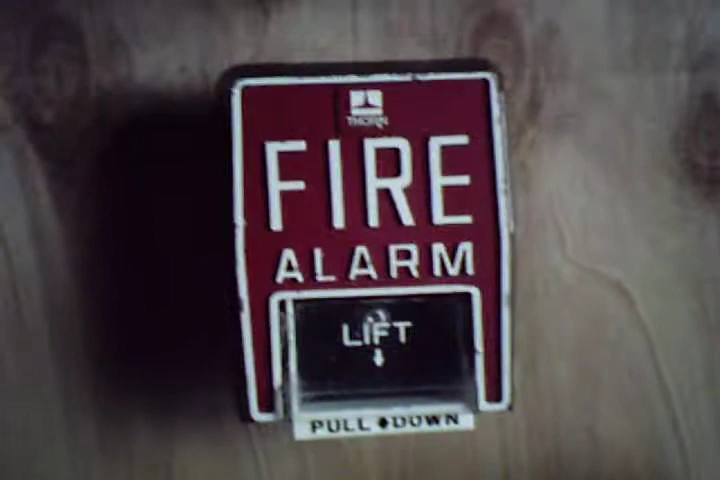 THORN
FIRE
ALARM
LIFT
PULL DOWN